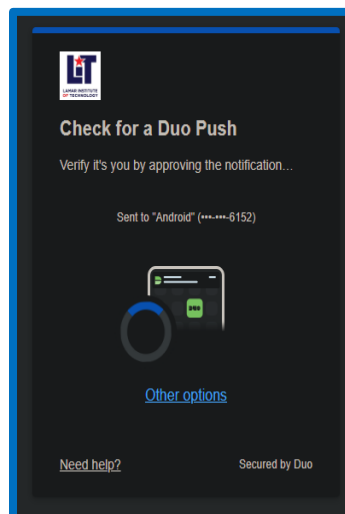 LIT
LAMAR INSTITUTE
OF TECHNOLOGY
Check for a Duo Push
Verify it's you by approving the notification...
Sent to "Android" (•••-•••-6152)
DUO
Other options
Need help?
Secured by Duo